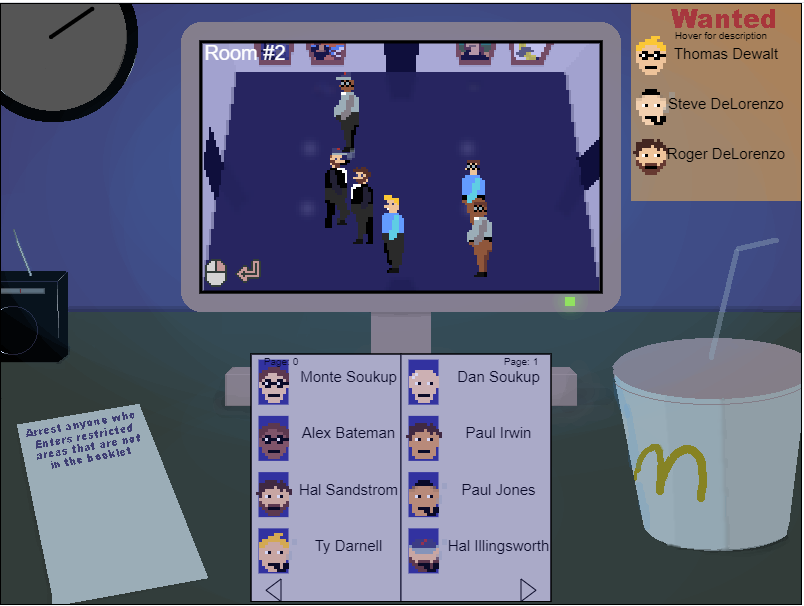 Wanted
Hover for description
Thomas Dewalt
Steve DeLorenzo
Roger DeLorenzo
Room #2
Page: 0
Monte Soukup
Alex Bateman
Hal Sandstrom
Ty Darnell
Page: 1
Dan Soukup
Paul Irwin
Paul Jones
Hal Illingsworth
Arrest anyone who
Enters restricted
areas that are not
in the booklet